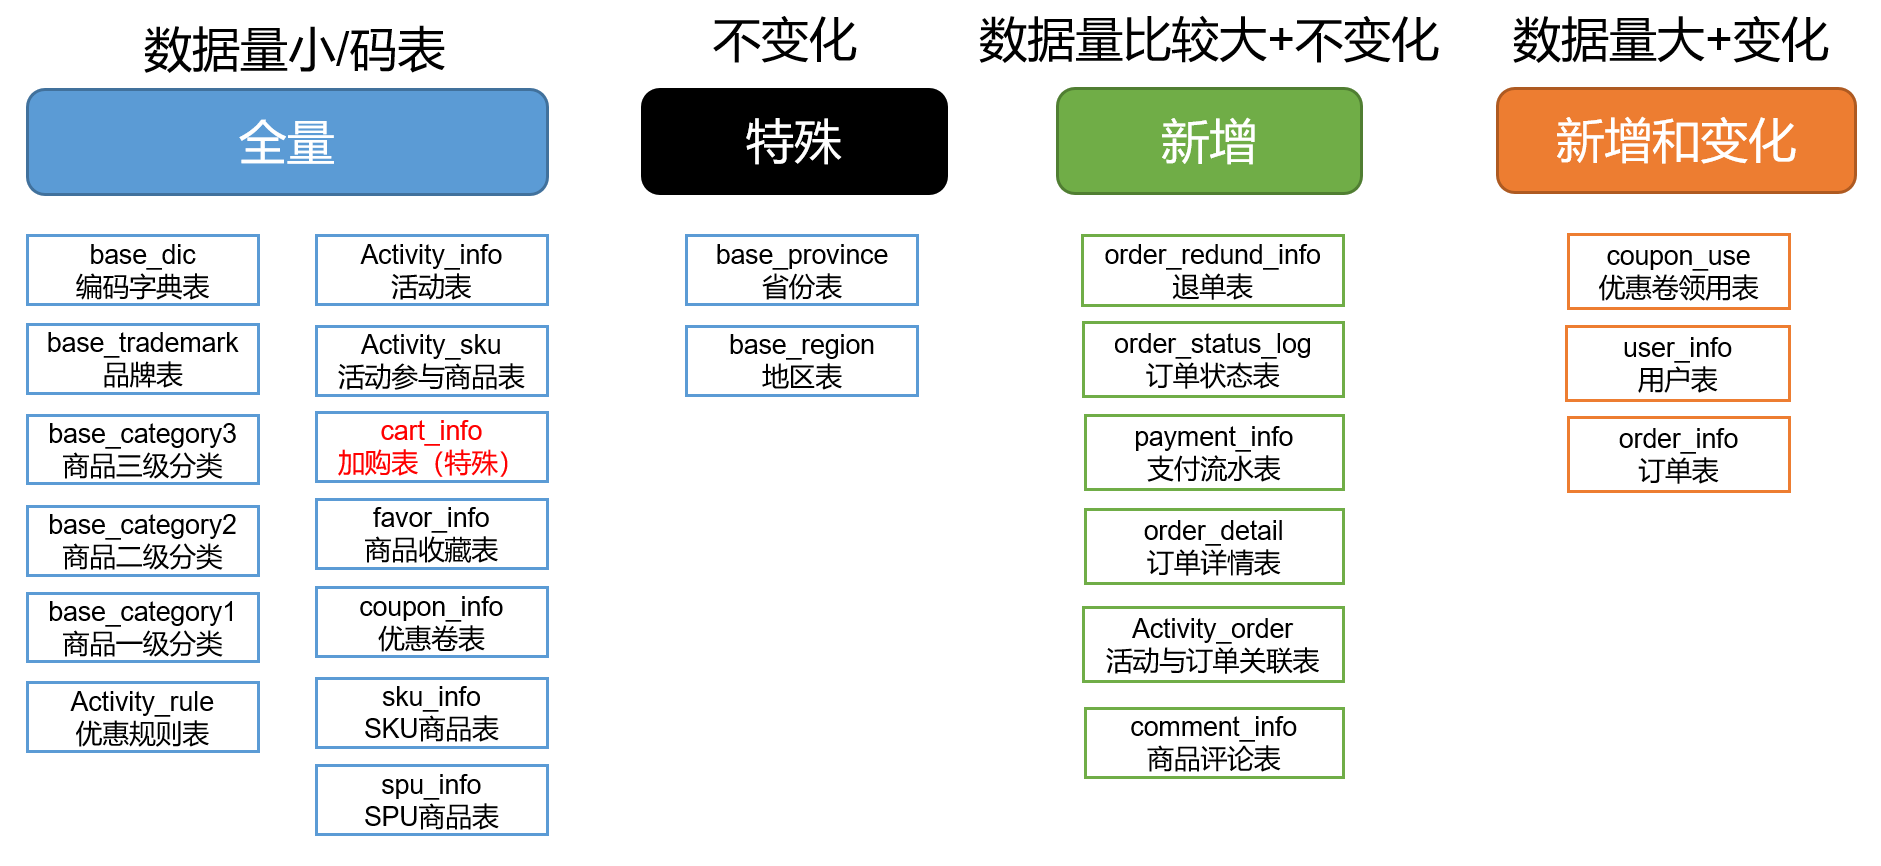 数据量小/码表
全量
base_dic
编码字典表
base_trademark
品牌表
base_category3
商品三级分类
base_category2
商品二级分类
base_category1
商品一级分类
Activity_rule
优惠规则表
Activity_info
活动表
Activity_sku
活动参与商品表
cart_info
加购表（特殊）
favor_info
商品收藏表
coupon_info
优惠卷表
sku_info
SKU商品表
spu_info
SPU商品表
不变化
特殊
base_province
省份表
base_region
地区表
数据量比较大+不变化
新增
order_redund_info
退单表
order_status_log
订单状态表
payment_info
支付流水表
order_detail
订单详情表
Activity_order
活动与订单关联表
comment_info
商品评论表
数据量大+变化
新增和变化
coupon_use
优惠卷领用表
user_info
用户表
order_info
订单表